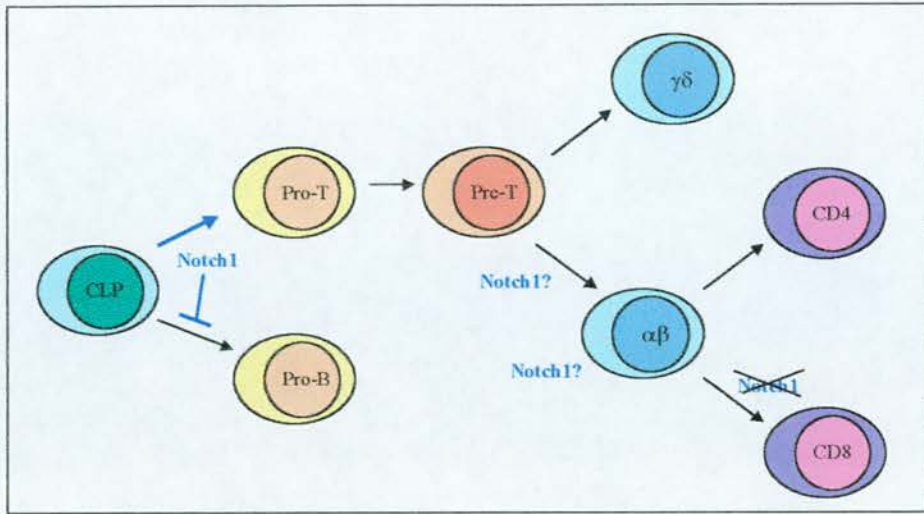 γδ
Pro-T
Pre-T
CD4
Notch1
CLP
Notch1?
αβ
Notch1?
Pro-B
Notch1
CD8